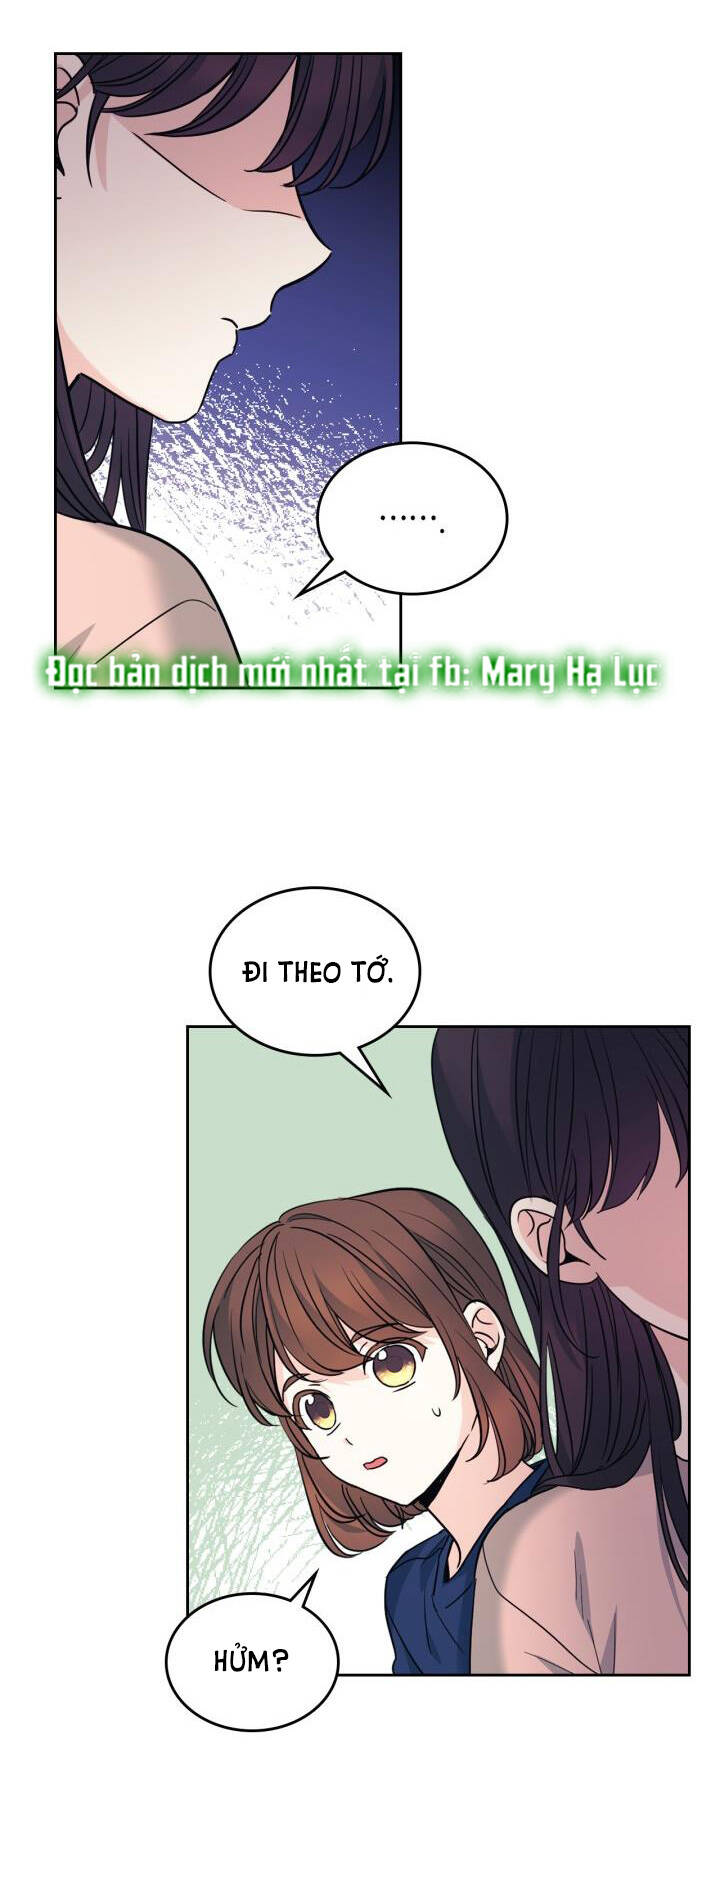 .......
Đọc bản dịch mới nhất tại fb: Mary Hạ Lục
ĐI THEO TỚ.
HỬM?